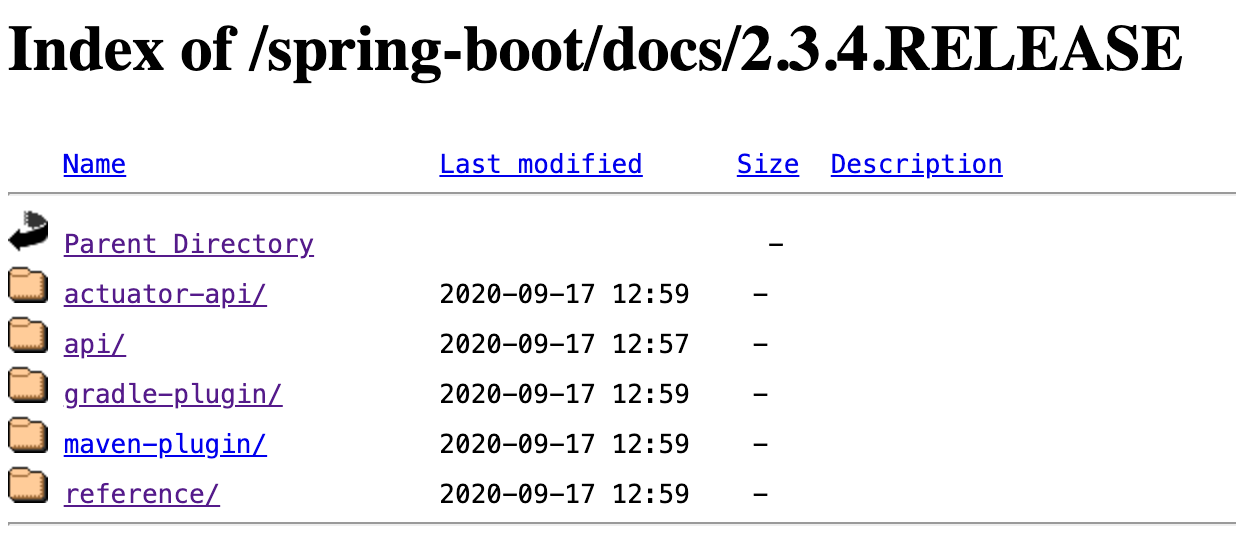 Index of /spring-boot/docs/2.3.4.RELEASE
Name Last modified Size Description
Parent Directory -
actuator-api/ 2020-09-17 12:59 -
api/ 2020-09-17 12:57 -
gradle-plugin/ 2020-09-17 12:59 -
maven-plugin/ 2020-09-17 12:59 -
reference/ 2020-09-17 12:59 -